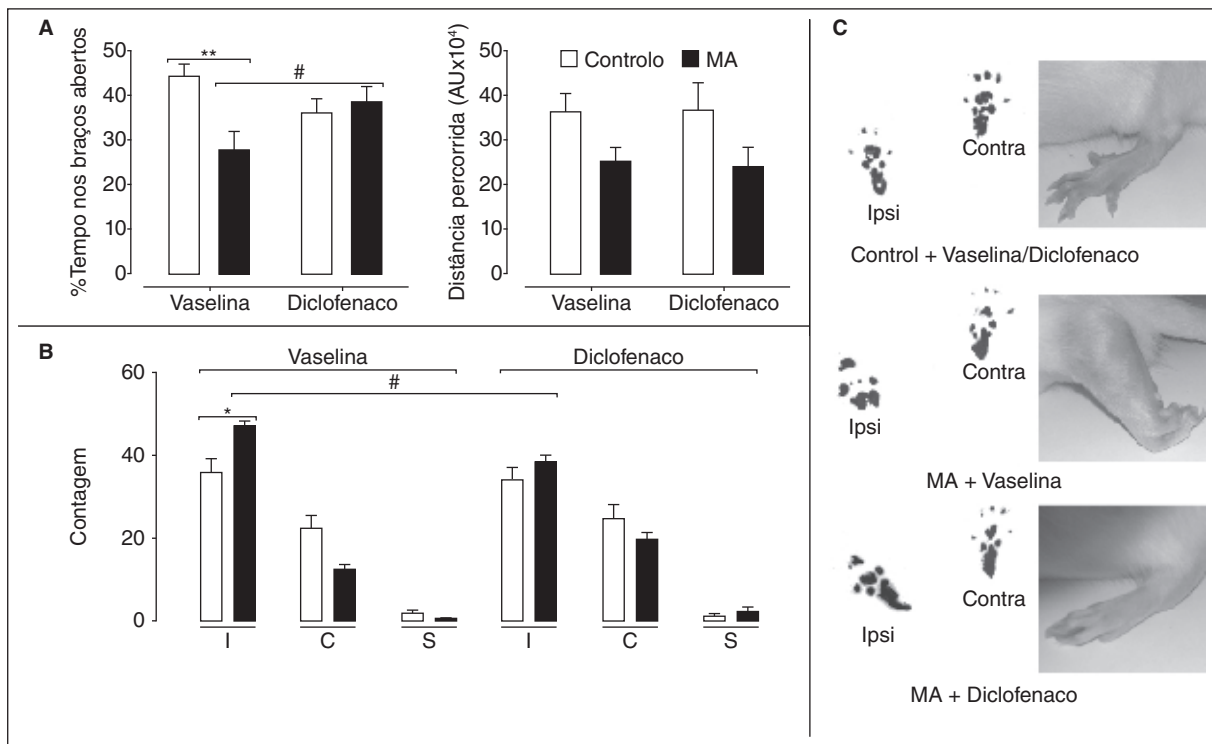 A
%Tempo nos braços abertos
50
40
30
40
10
0
**
#
Vaselina
Diclofenaco
Distância percorrida (AUx10⁴)
50
40
30
40
10
0
Controlo
MA
Vaselina
Diclofenaco
B
Contagem
60
40
20
0
Vaselina
Diclofenaco
#
*
I
C
S
I
C
S
C
Contra
Ipsi
Control + Vaselina/Diclofenaco
Contra
Ipsi
MA + Vaselina
Contra
Ipsi
MA + Diclofenaco